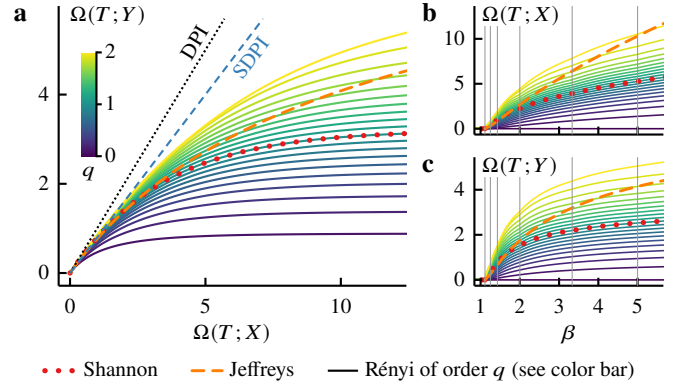 a
Ω(T ; Y)
DPI
SDPI
2
1
0
q
4
2
0
0
5
10
Ω(T ; X)
b
Ω(T ; X)
10
5
0
c
Ω(T ; Y)
4
2
0
1
2
3
4
5
β
Shannon
Jeffreys
Rényi of order q (see color bar)